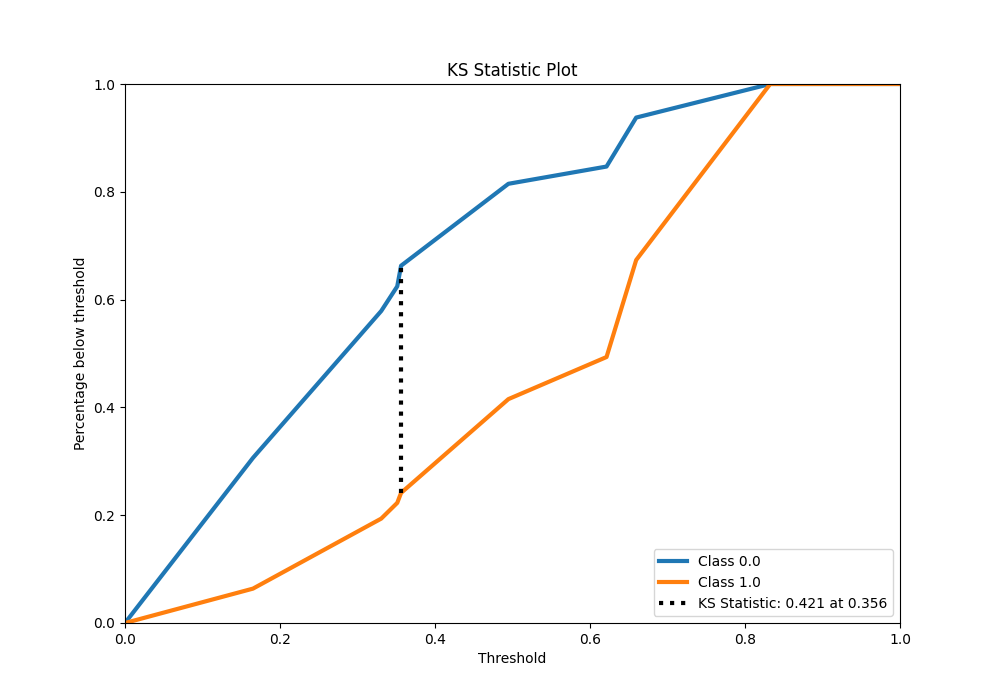 KS Statistic Plot
Percentage below threshold
1.0
0.8
0.6
0.4
0.2
0.0
0.0 0.2 0.4 0.6 0.8 1.0
Threshold
Class 0.0
Class 1.0
KS Statistic: 0.421 at 0.356